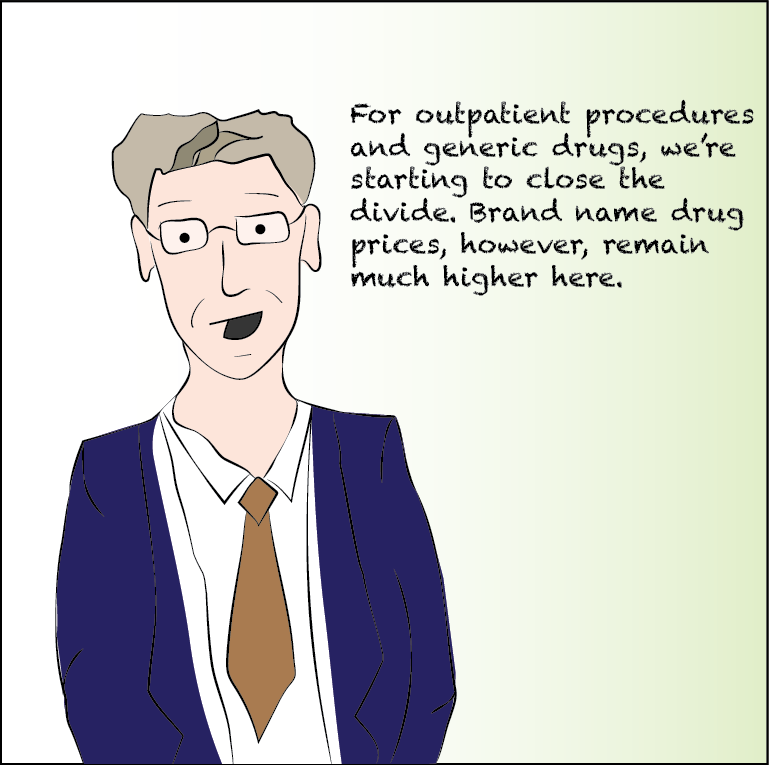 For outpatient procedures
and generic drugs, we're
starting to close the
divide. Brand name drug
prices, however, remain
much higher here.